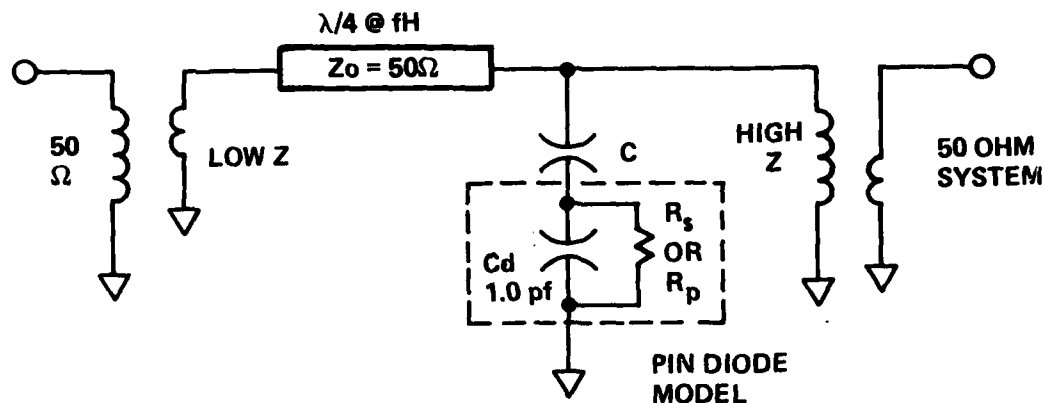 λ/4 @ fH
Zo = 50Ω
50
Ω
LOW Z
C
HIGH
Z
50 OHM
SYSTEM
Cd
1.0 pf
Rs
OR
Rp
PIN DIODE
MODEL